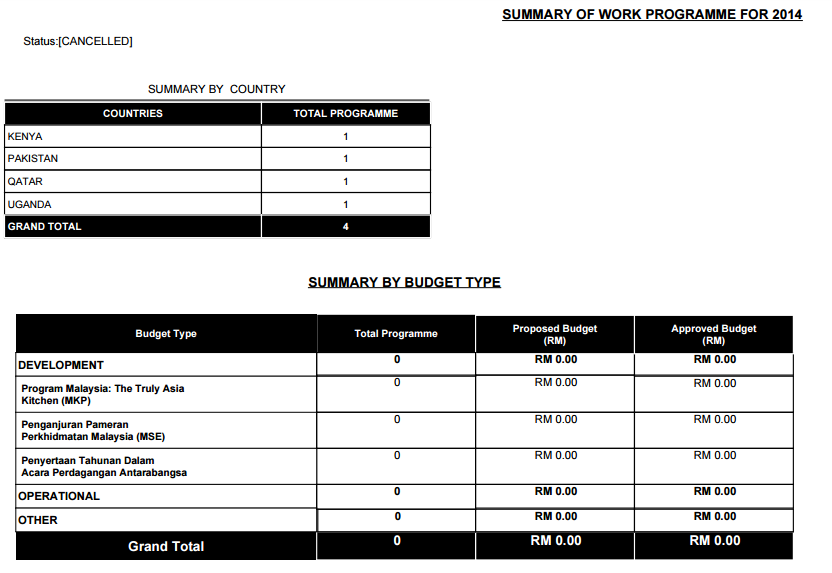 SUMMARY OF WORK PROGRAMME FOR 2014
Status:[CANCELLED]
SUMMARY BY COUNTRY
COUNTRIES TOTAL PROGRAMME
KENYA 1
PAKISTAN 1
QATAR 1
UGANDA 1
GRAND TOTAL 4
SUMMARY BY BUDGET TYPE
Budget Type Total Programme Proposed Budget (RM) Approved Budget (RM)
DEVELOPMENT 0 RM 0.00 RM 0.00
Program Malaysia: The Truly Asia 0 RM 0.00 RM 0.00
Kitchen (MKP)
Penganjuran Pameran 0 RM 0.00 RM 0.00
Perkhidmatan Malaysia (MSE)
Penyertaan Tahunan Dalam 0 RM 0.00 RM 0.00
Acara Perdagangan Antarabangsa
OPERATIONAL 0 RM 0.00 RM 0.00
OTHER 0 RM 0.00 RM 0.00
Grand Total 0 RM 0.00 RM 0.00